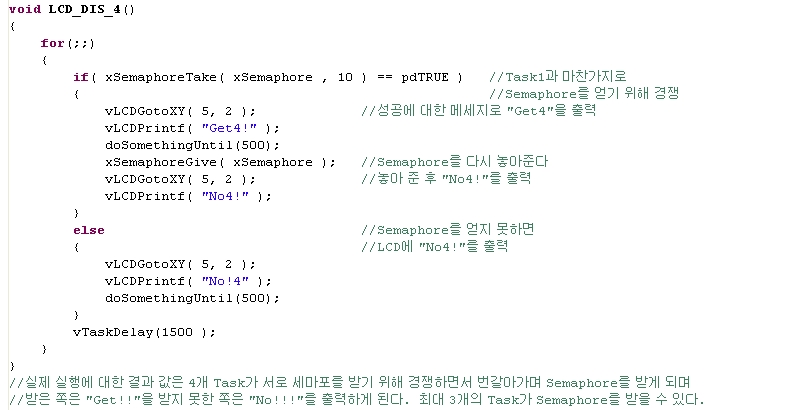 void LCD_DIS_4()
{
for(;;)
{
if( xSemaphoreTake( xSemaphore , 10 ) == pdTRUE ) //Task1과 마찬가지로
{ //Semaphore를 얻기 위해 경쟁
vLCDGotoXY( 5, 2 ); //성공에 대한 메세지로 "Get4"을 출력
vLCDPrintf( "Get4!" );
doSomethingUntil(500);
xSemaphoreGive( xSemaphore ); //Semaphore를 다시 놓아준다
vLCDGotoXY( 5, 2 ); //놓아 준 후 "No4!"를 출력
vLCDPrintf( "No4!" );
}
else //Semaphore를 얻지 못하면
{ //LCD에 "No4!"를 출력
vLCDGotoXY( 5, 2 );
vLCDPrintf( "No!4" );
doSomethingUntil(500);
}
vTaskDelay(1500 );
}
}
//실제 실행에 대한 결과 값은 4개 Task가 서로 세마포를 받기 위해 경쟁하면서 번갈아가며 Semaphore를 받게 되며
//받은 쪽은 "Get!!"을 받지 못한 쪽은 "No!!!"를 출력하게 된다. 최대 3개의 Task가 Semaphore를 받을 수 있다.